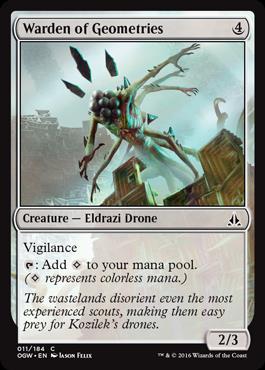 Warden of Geometries 4
Creature — Eldrazi Drone
Vigilance
: Add to your mana pool.
( represents colorless mana.)
The wastelands disorient even the most
experienced scouts, making them easy
prey for Kozilek's drones.
2/3
011/184 C
OGW • EN Jason Felix
™ & © 2016 Wizards of the Coast